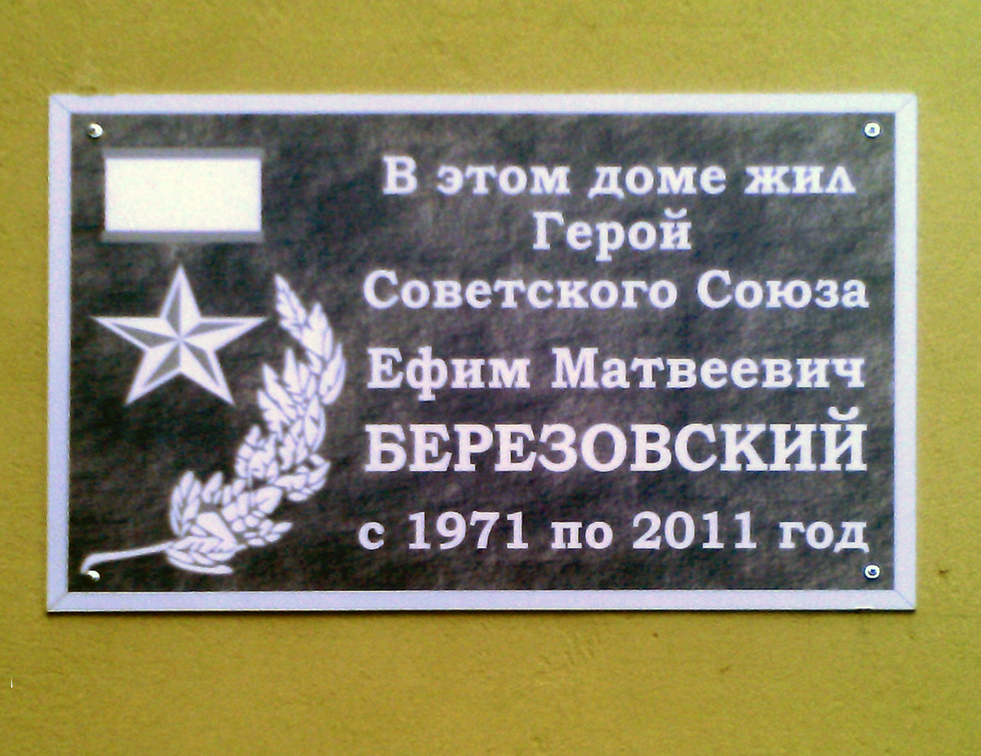 В этом доме жил
Герой
Советского Союза
Ефим Матвеевич
БЕРЕЗОВСКИЙ
с 1971 по 2011 год